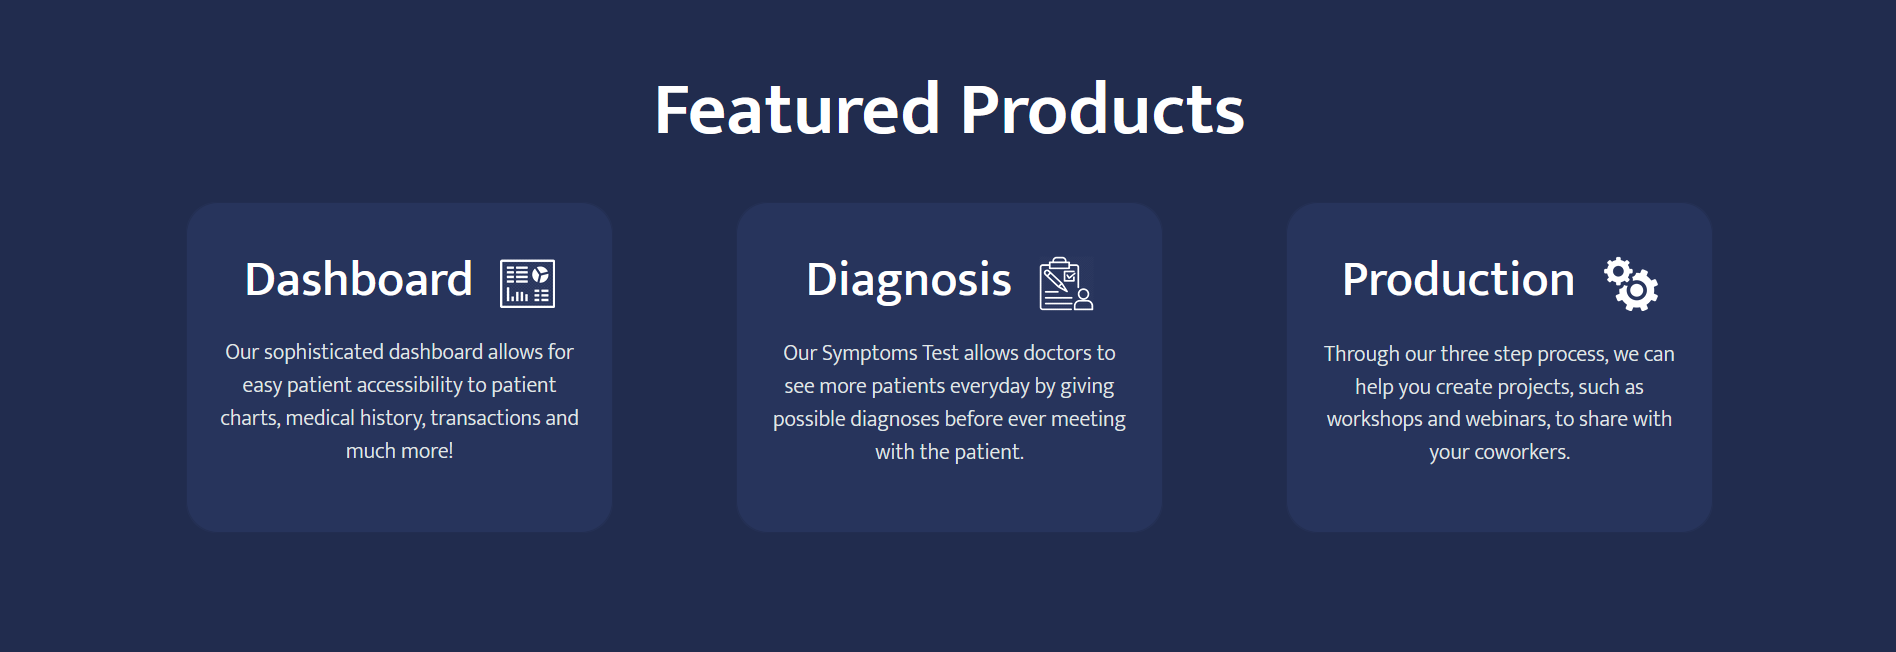 Featured Products
Dashboard
Our sophisticated dashboard allows for
easy patient accessibility to patient
charts, medical history, transactions and
much more!
Diagnosis
Our Symptoms Test allows doctors to
see more patients everyday by giving
possible diagnoses before ever meeting
with the patient.
Production
Through our three step process, we can
help you create projects, such as
workshops and webinars, to share with
your coworkers.